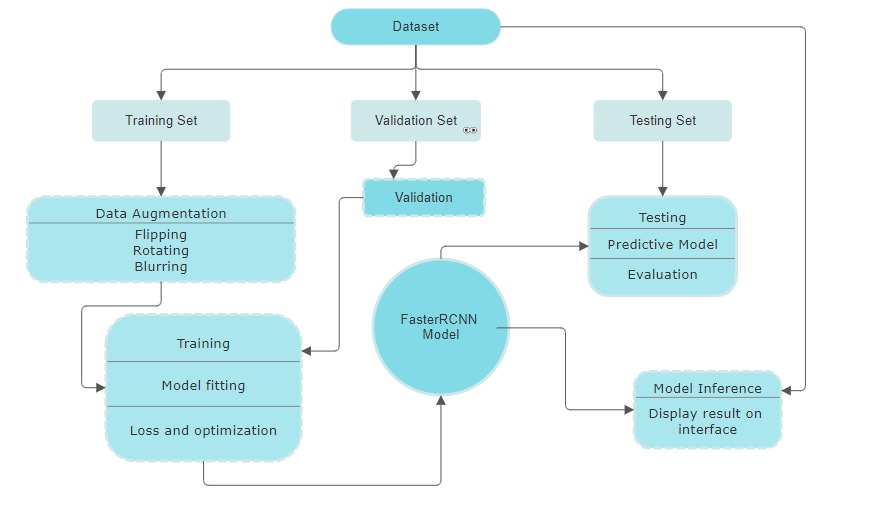 Dataset
Training Set
Validation Set
Testing Set
Validation
Data Augmentation
Flipping
Rotating
Blurring
Testing
Predictive Model
Evaluation
FasterRCNN
Model
Training
Model fitting
Loss and optimization
Model Inference
Display result on
interface